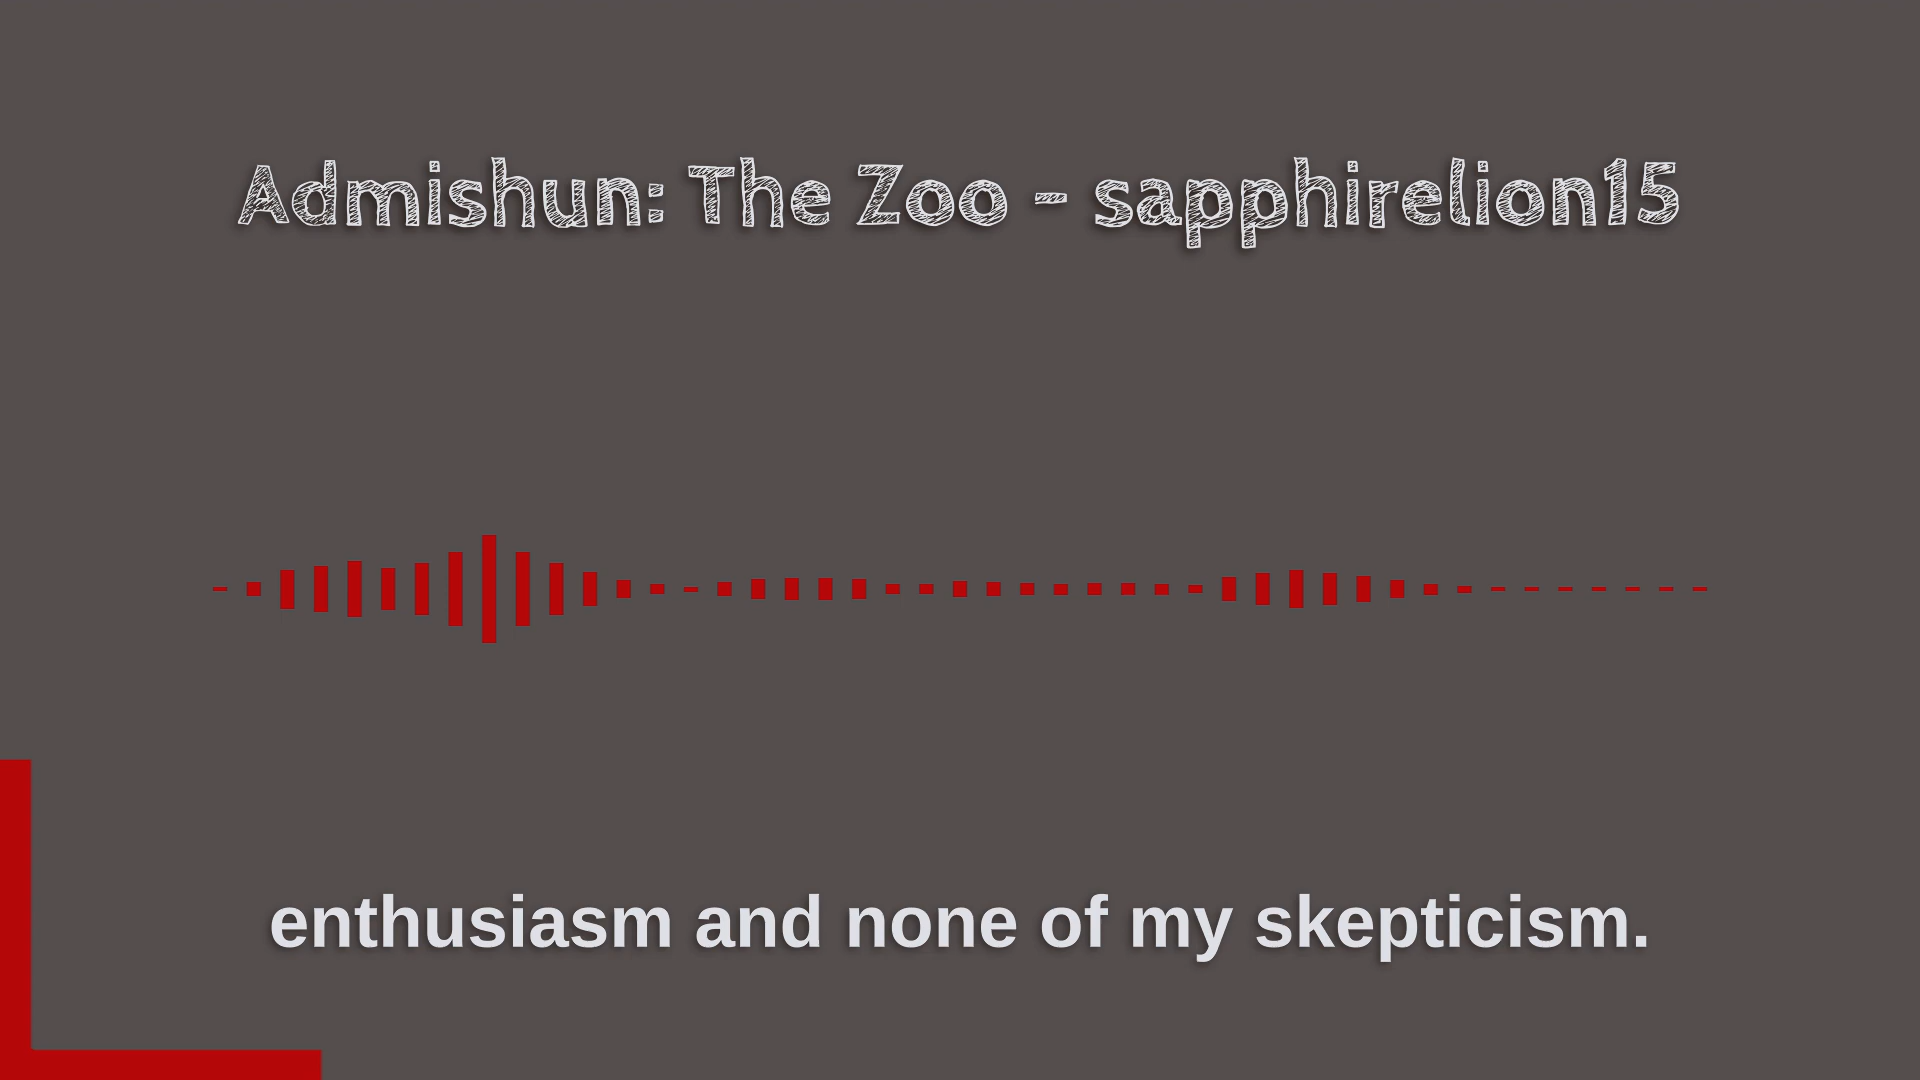 Admishun: The Zoo - sapphirelion15
enthusiasm and none of my skepticism.